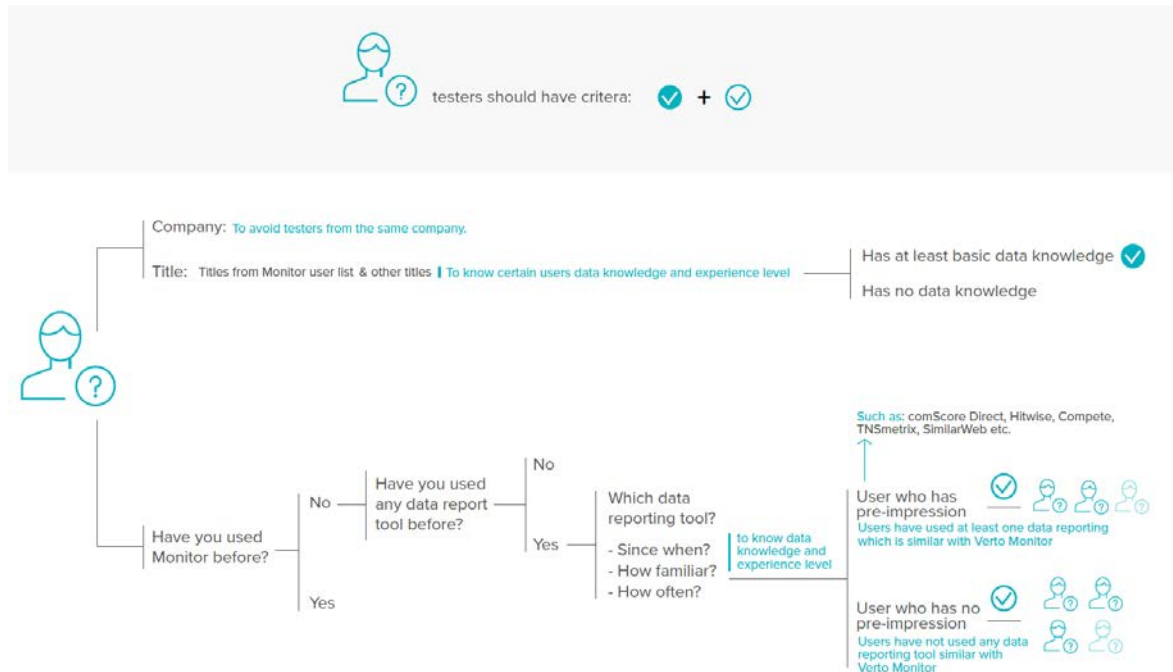 testers should have critera: +
Company: To avoid testers from the same company.
Title: Titles from Monitor user list & other titles | To know certain users data knowledge and experience level
Has at least basic data knowledge
Has no data knowledge
Such as: comScore Direct, Hitwise, Compete,
TNSmetrix, SimilarWeb etc.
Have you used
Monitor before?
No
Yes
Have you used
any data report
tool before?
No
Yes
Which data
reporting tool?
- Since when?
- How familiar?
- How often?
to know data
knowledge and
experience level
User who has
pre-impression
Users have used at least one data reporting
which is similar with Verto Monitor
User who has no
pre-impression
Users have not used any data
reporting tool similar with
Verto Monitor